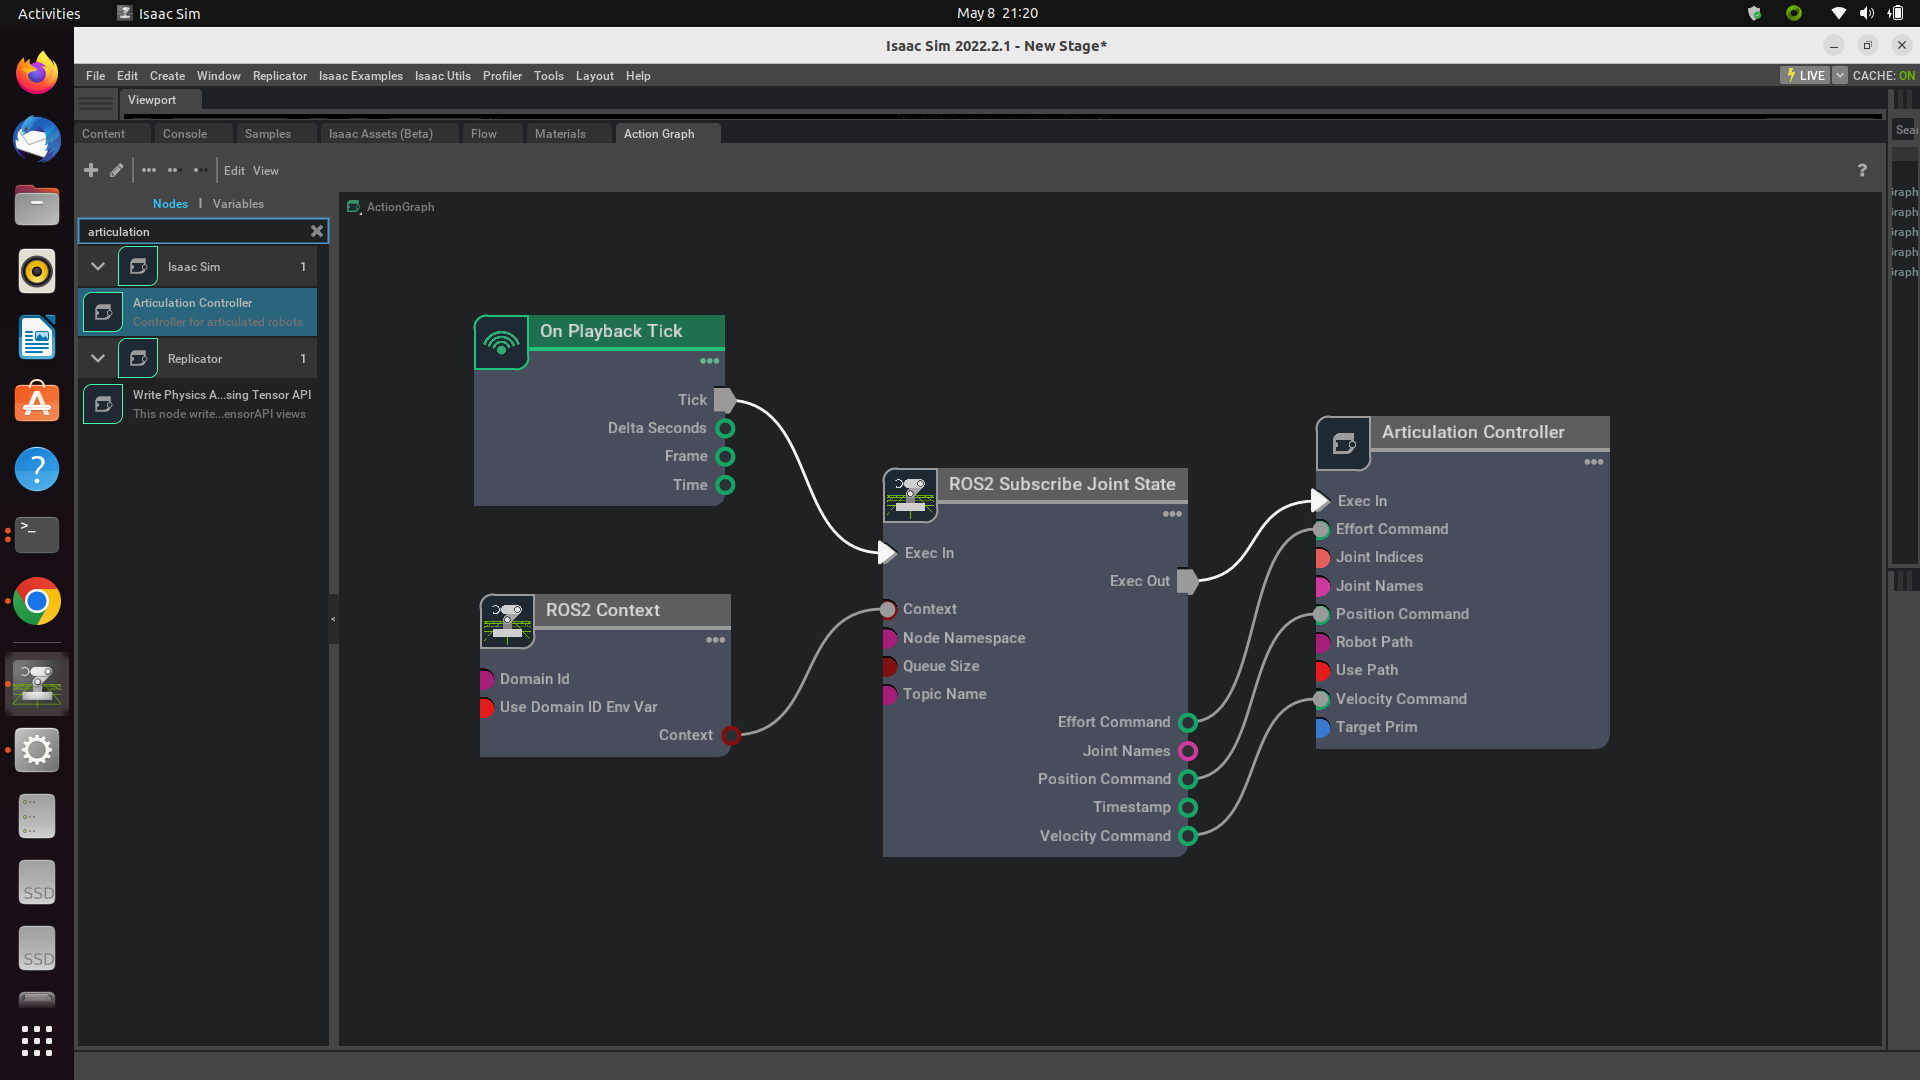 Activities Isaac Sim May 8 21:20
Isaac Sim 2022.2.1 - New Stage*
File Edit Create Window Replicator Isaac Examples Isaac Utils Profiler Tools Layout Help LIVE CACHE: ON
Viewport
Content Console Samples Isaac Assets (Beta) Flow Materials Action Graph
Edit View ?
Nodes | Variables
articulation
Isaac Sim 1
Articulation Controller
Controller for articulated robots
Replicator 1
Write Physics A...sing Tensor API
This node write...ensorAPI views
ActionGraph
On Playback Tick
Tick
Delta Seconds
Frame
Time
ROS2 Context
Domain Id
Use Domain ID Env Var
Context
ROS2 Subscribe Joint State
Exec In
Exec Out
Context
Node Namespace
Queue Size
Topic Name
Effort Command
Joint Names
Position Command
Timestamp
Velocity Command
Articulation Controller
Exec In
Effort Command
Joint Indices
Joint Names
Position Command
Robot Path
Use Path
Velocity Command
Target Prim
Sea
raph
raph
raph
raph
raph
SSD
SSD